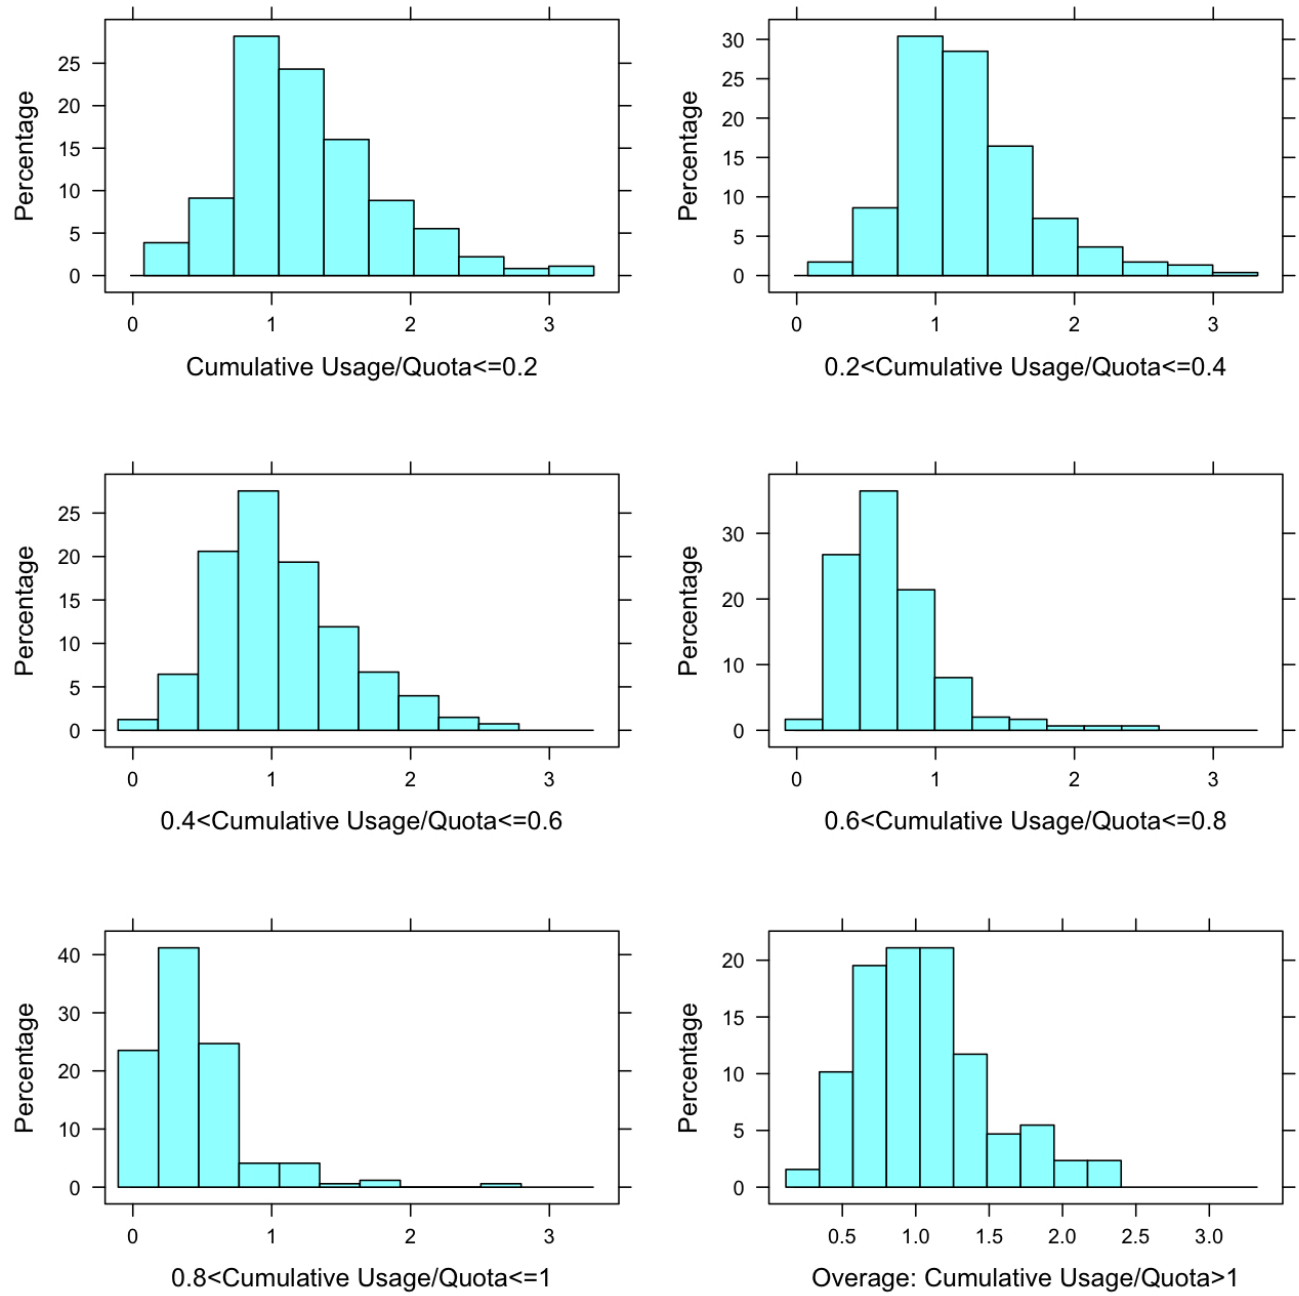 Percentage
25
20
15
10
5
0
0 1 2 3
Cumulative Usage/Quota<=0.2
Percentage
30
25
20
15
10
5
0
0 1 2 3
0.2<Cumulative Usage/Quota<=0.4
Percentage
25
20
15
10
5
0
0 1 2 3
0.4<Cumulative Usage/Quota<=0.6
Percentage
30
20
10
0
0 1 2 3
0.6<Cumulative Usage/Quota<=0.8
Percentage
40
30
20
10
0
0 1 2 3
0.8<Cumulative Usage/Quota<=1
Percentage
20
15
10
5
0
0.5 1.0 1.5 2.0 2.5 3.0
Overage: Cumulative Usage/Quota>1